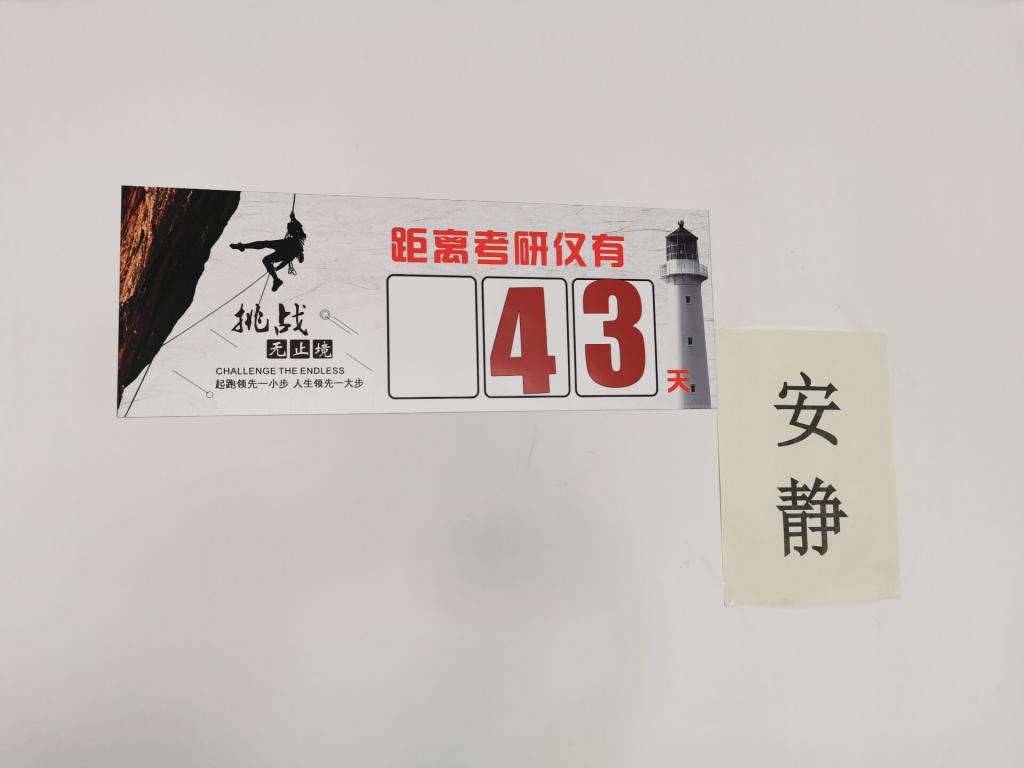 距离考研仅有
43
天
挑战
无止境
CHALLENGE THE ENDLESS
起跑领先一小步 人生领先一大步
安
静